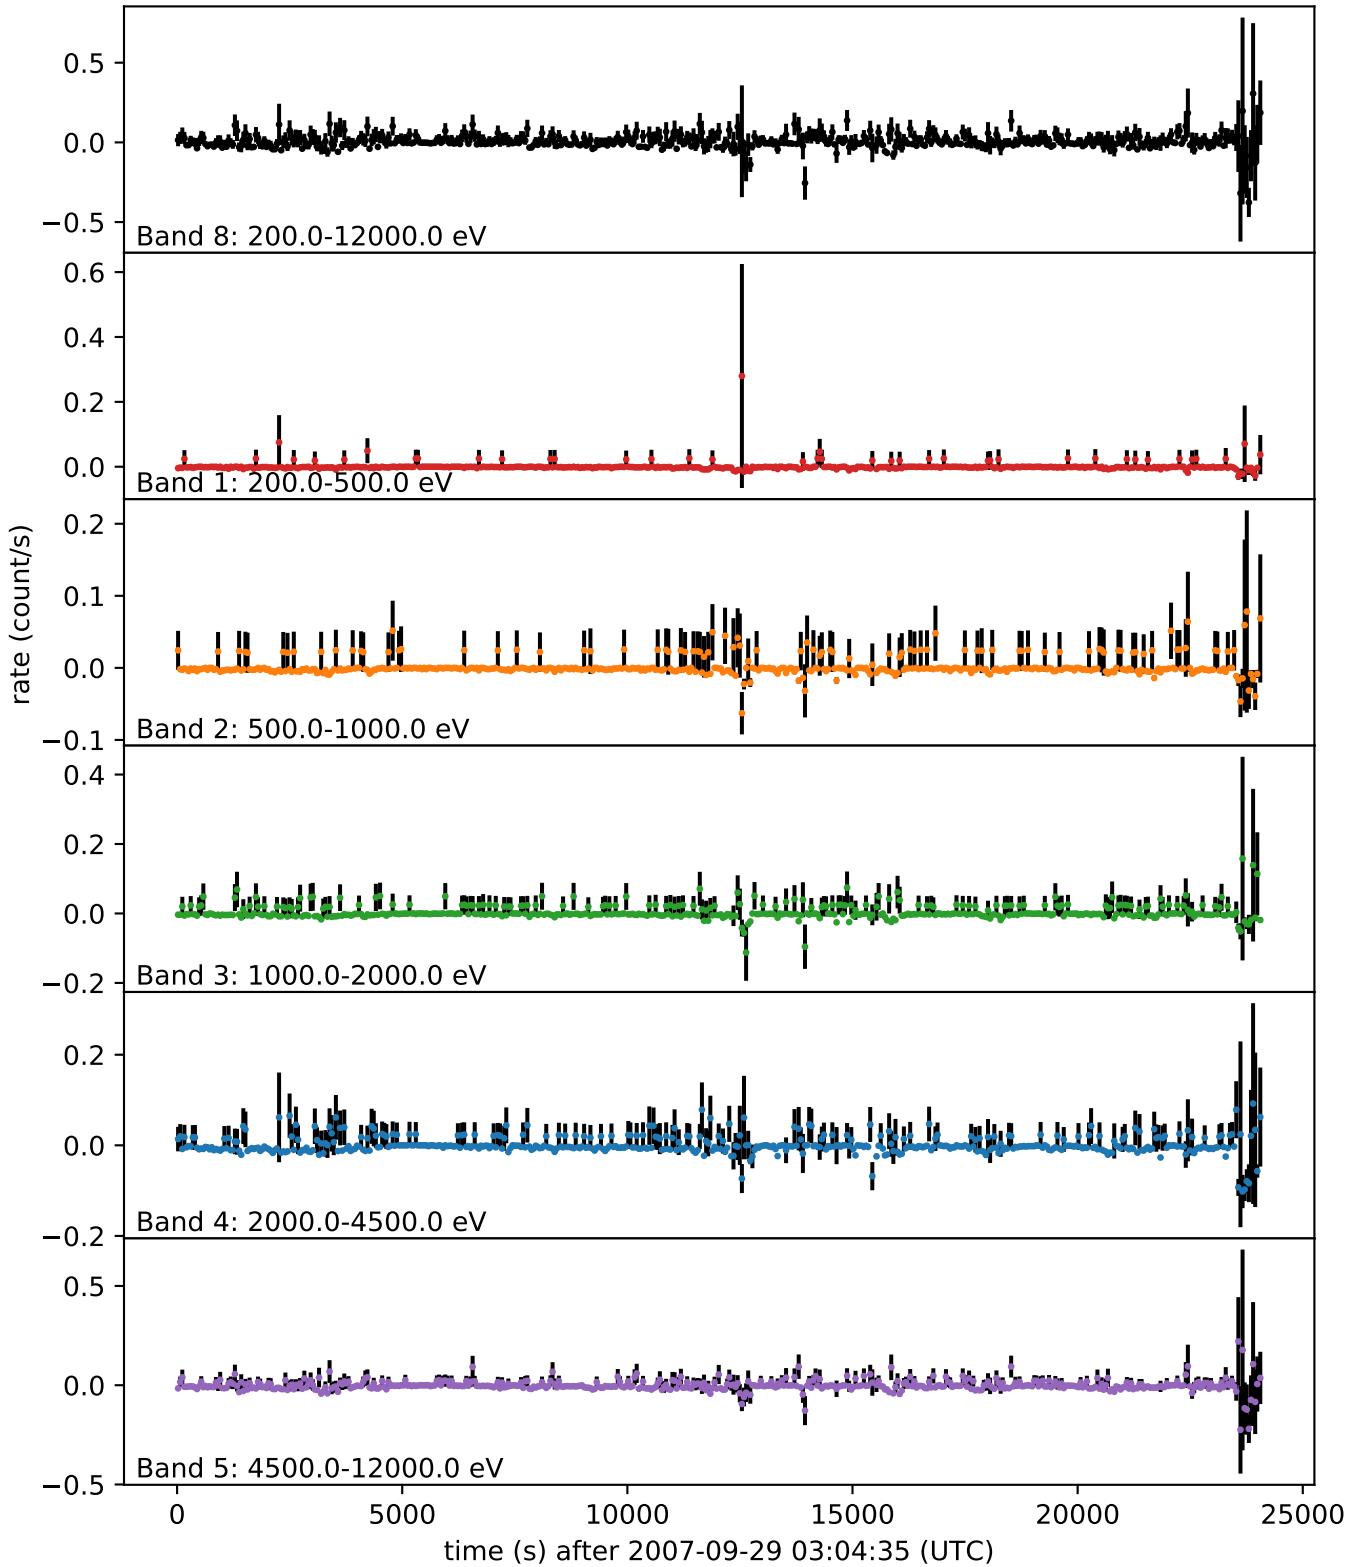 0.5
0.0
−0.5
Band 8: 200.0-12000.0 eV
0.6
0.4
0.2
0.0
Band 1: 200.0-500.0 eV
0.2
0.1
0.0
−0.1
Band 2: 500.0-1000.0 eV
rate (count/s)
0.4
0.2
0.0
−0.2
Band 3: 1000.0-2000.0 eV
0.2
0.0
−0.2
Band 4: 2000.0-4500.0 eV
0.5
0.0
−0.5
Band 5: 4500.0-12000.0 eV
0 5000 10000 15000 20000 25000
time (s) after 2007-09-29 03:04:35 (UTC)